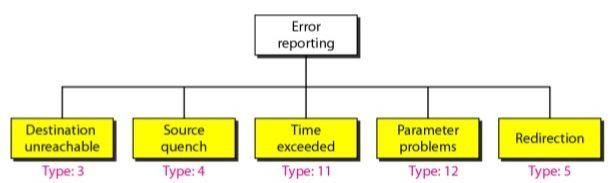 Error
reporting
Destination
unreachable
Source
quench
Time
exceeded
Parameter
problems
Redirection
Type: 3
Type: 4
Type: 11
Type: 12
Type: 5